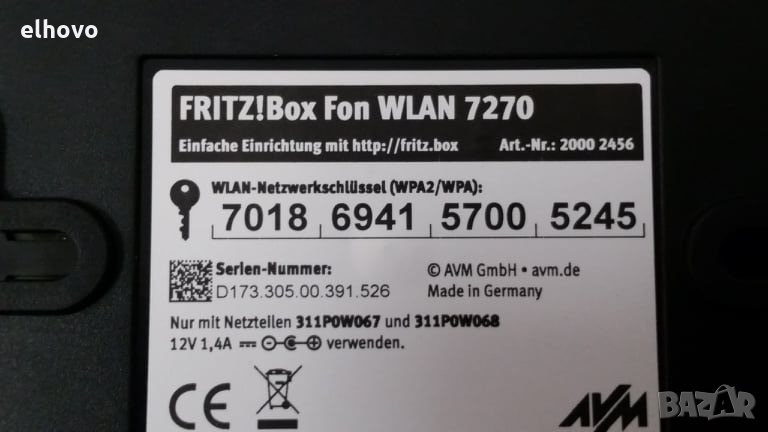 elhovo
FRITZ!Box Fon WLAN 7270
Einfache Einrichtung mit http://fritz.box Art.-Nr.: 2000 2456
WLAN-Netzwerkschlüssel (WPA2/WPA):
7018 6941 5700 5245
Serien-Nummer: © AVM GmbH • avm.de
D173.305.00.391.526 Made in Germany
Nur mit Netzteilen 311P0W067 und 311P0W068
12V 1,4A verwenden.
CE AVM
BAZAR